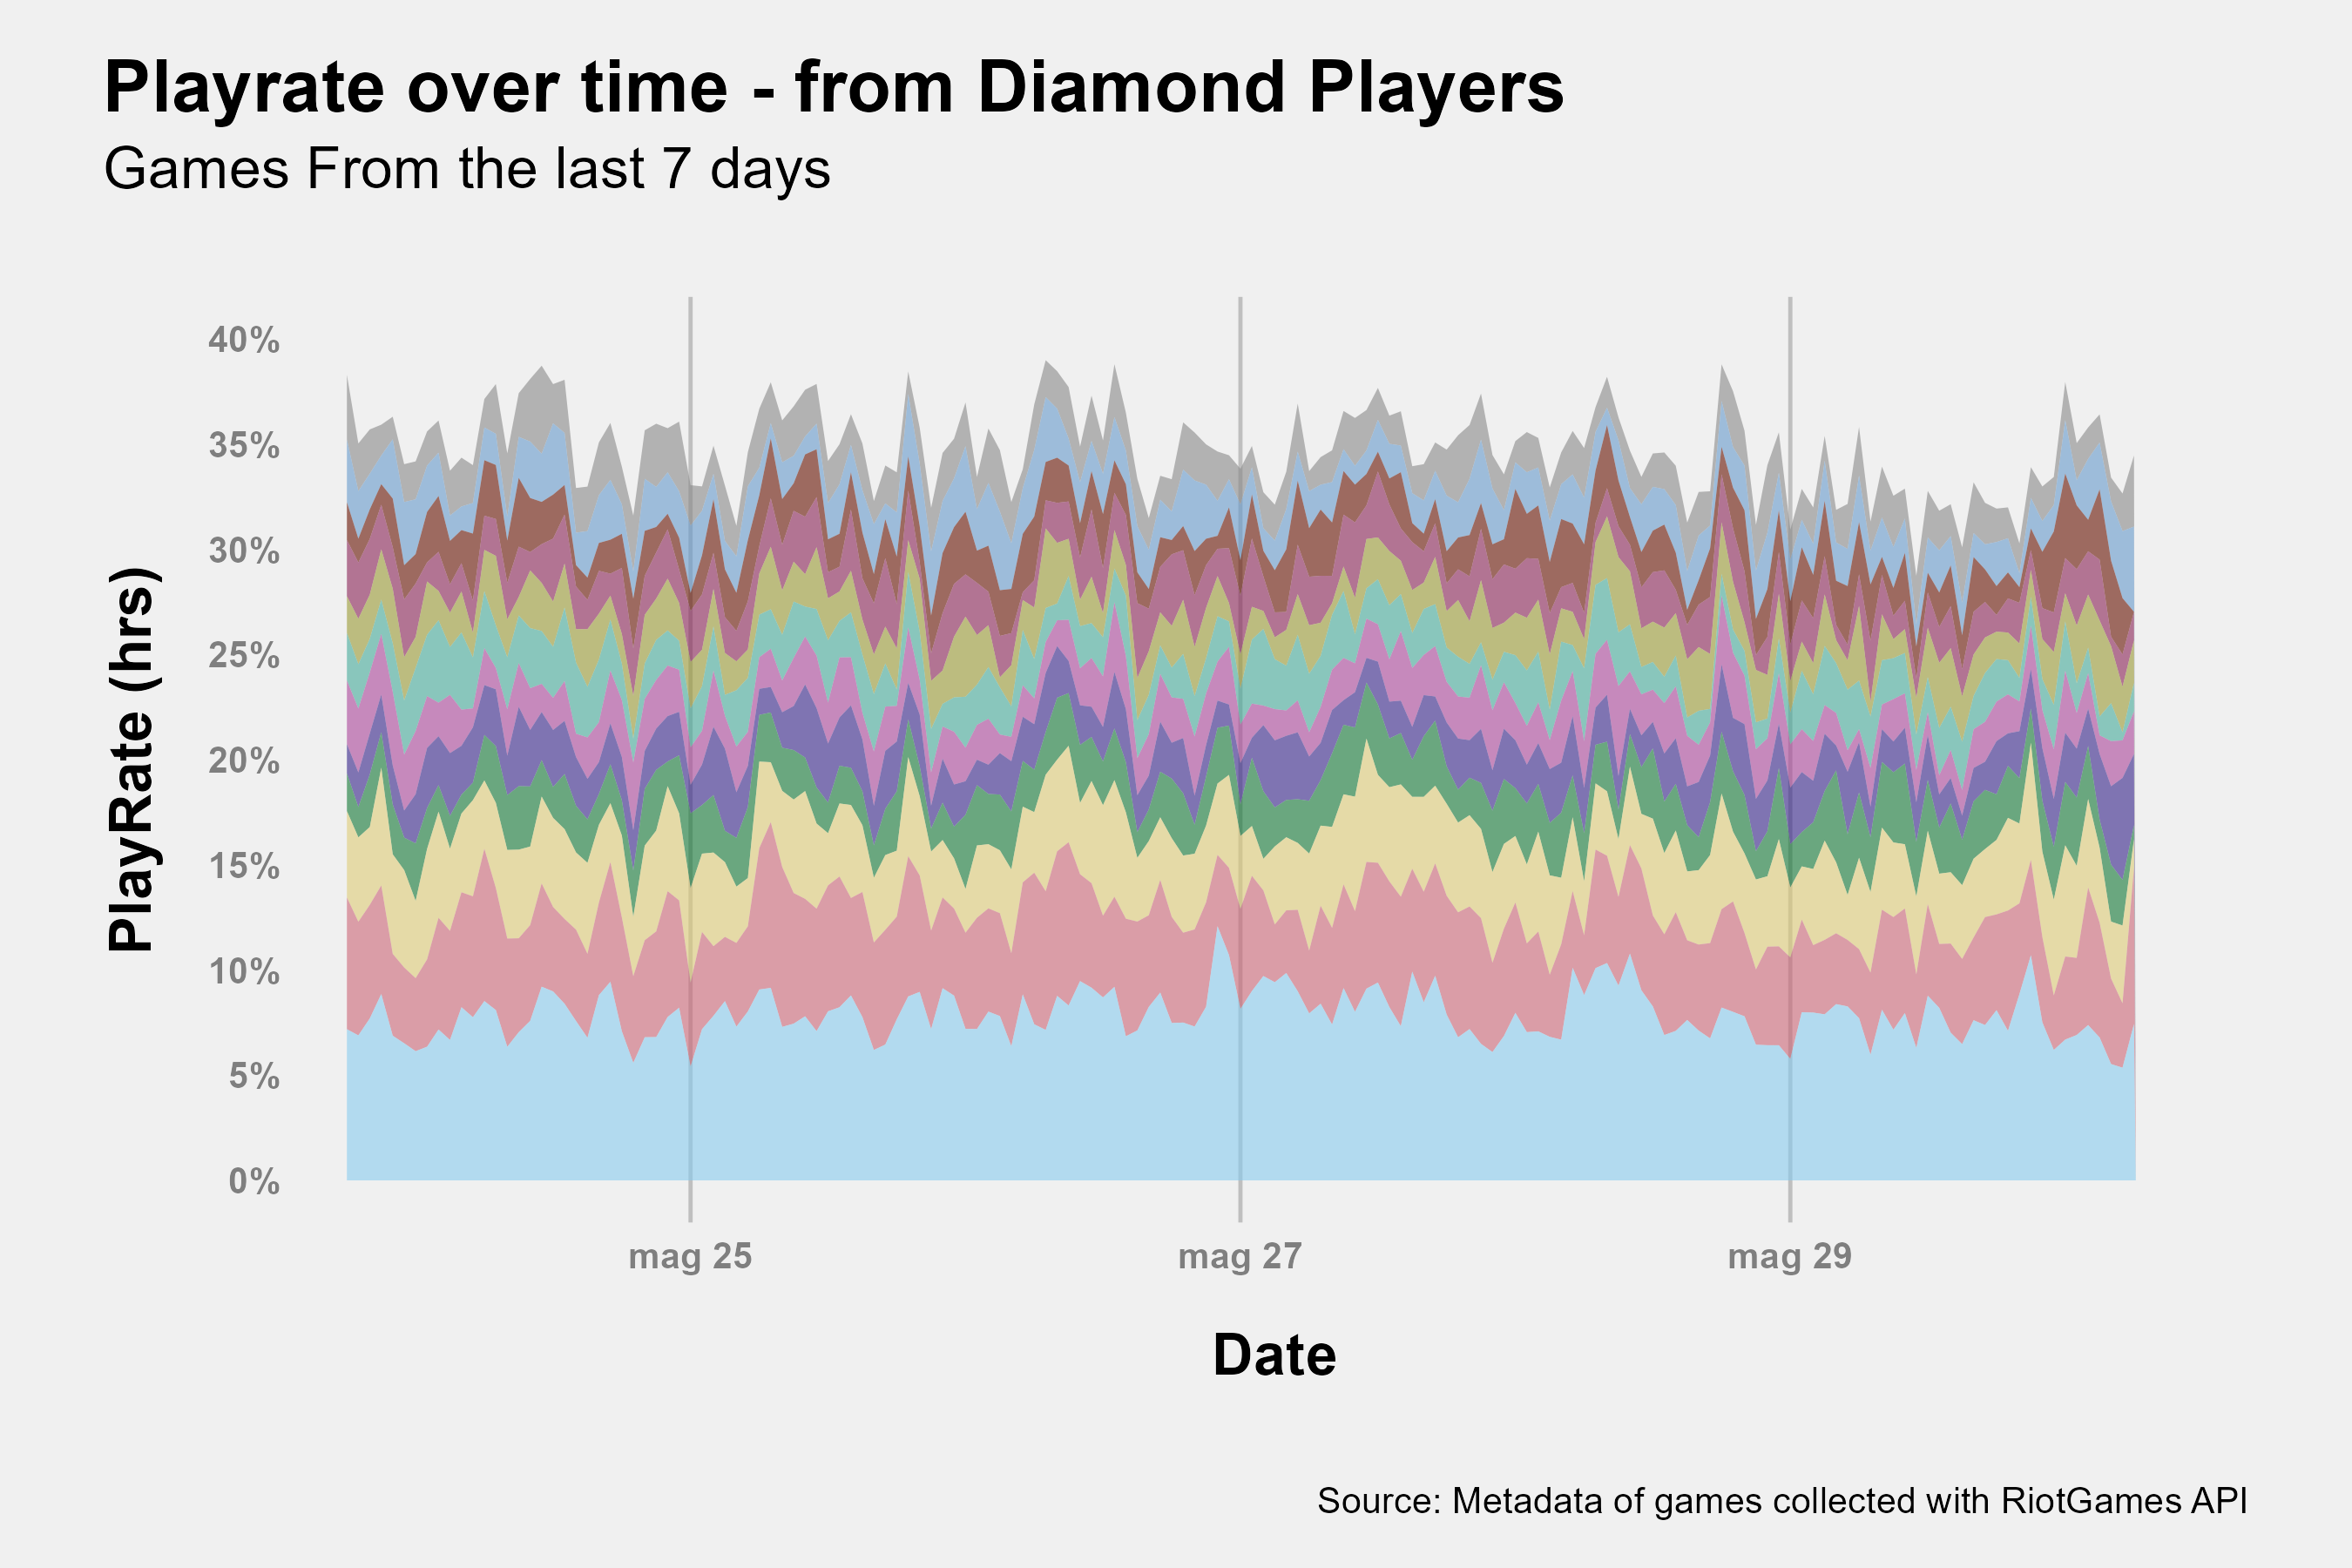 Playrate over time - from Diamond Players
Games From the last 7 days
PlayRate (hrs)
40%
35%
30%
25%
20%
15%
10%
5%
0%
mag 25
mag 27
mag 29
Date
Source: Metadata of games collected with RiotGames API